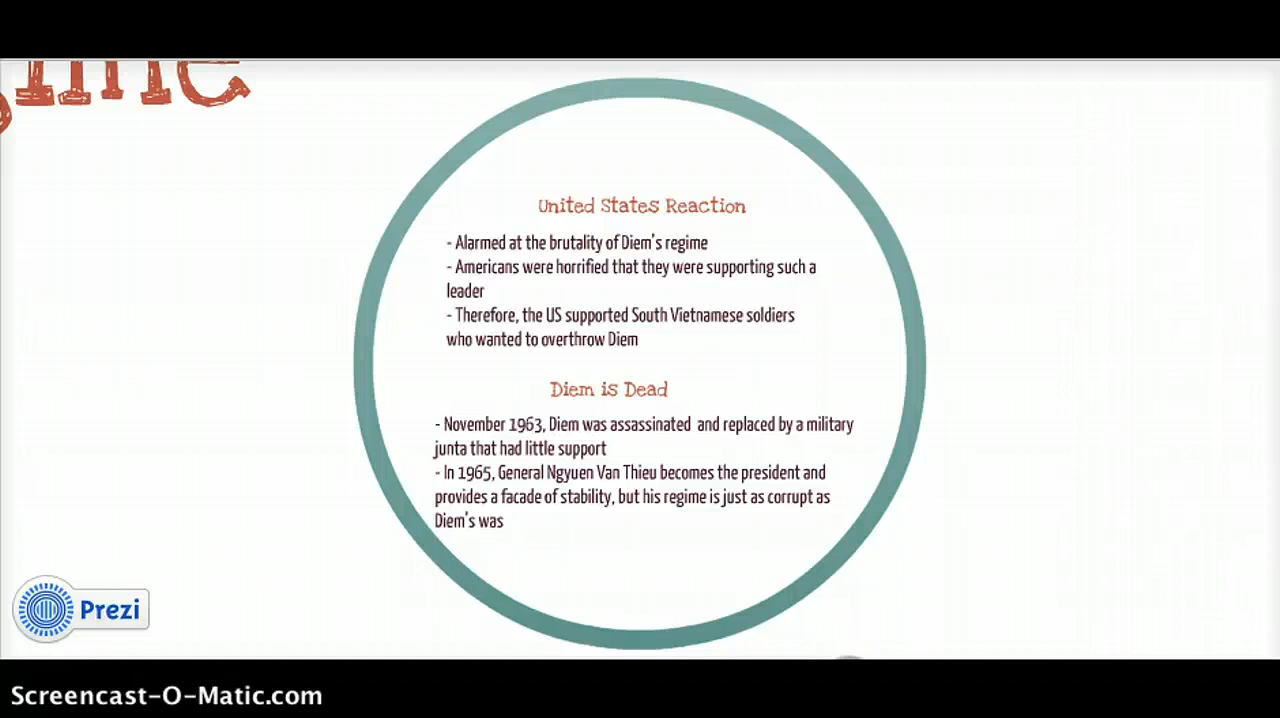 United States Reaction
- Alarmed at the brutality of Diem's regime
- Americans were horrified that they were supporting such a
leader
- Therefore, the US supported South Vietnamese soldiers
who wanted to overthrow Diem
Diem is Dead
- November 1963, Diem was assassinated and replaced by a military
junta that had little support
- In 1965, General Ngyuen Van Thieu becomes the president and
provides a facade of stability, but his regime is just as corrupt as
Diem's was
Prezi
Screencast-O-Matic.com